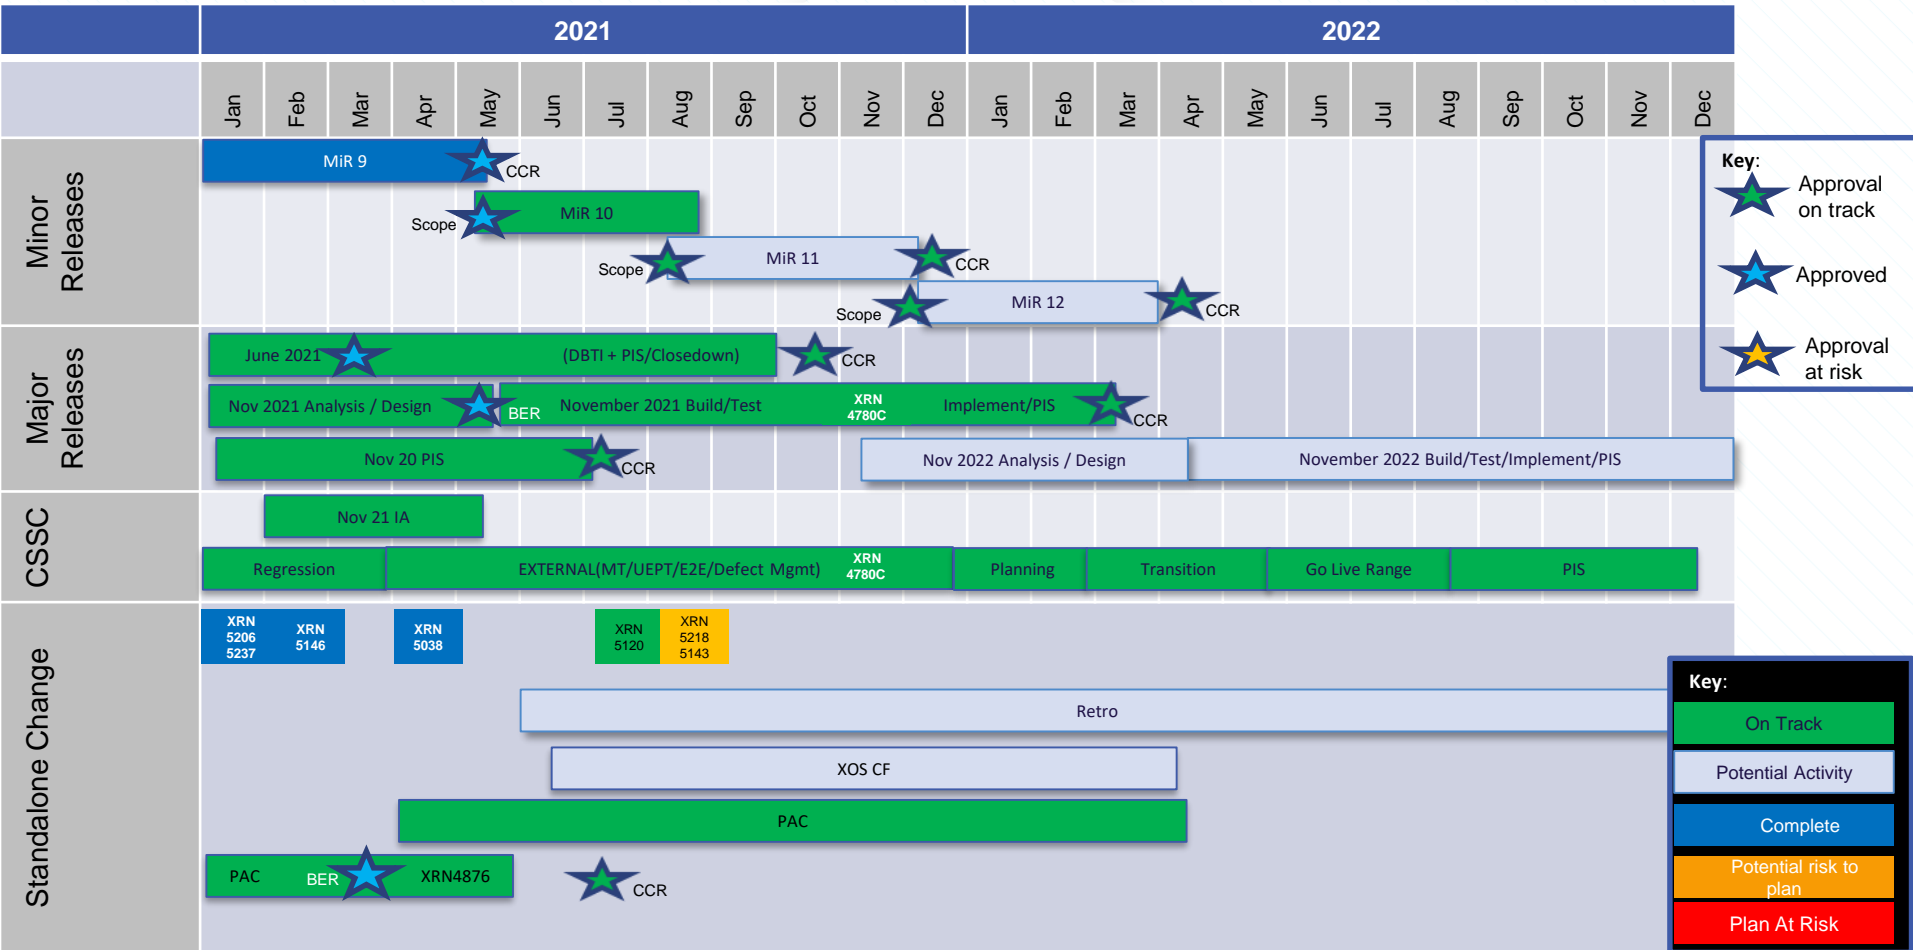 2021
2022
Jan
Feb
Mar
Apr
May
Jun
Jul
Aug
Sep
Oct
Nov
Dec
Jan
Feb
Mar
Apr
May
Jun
Jul
Aug
Sep
Oct
Nov
Dec
Minor
Releases
MiR 9
CCR
Scope
MiR 10
Scope
MiR 11
CCR
Scope
MiR 12
CCR
Major
Releases
June 2021
(DBTI + PIS/Closedown)
CCR
Nov 2021 Analysis / Design
BER
November 2021 Build/Test
XRN
4780C
Implement/PIS
CCR
Nov 20 PIS
CCR
Nov 2022 Analysis / Design
November 2022 Build/Test/Implement/PIS
CSSC
Nov 21 IA
Regression
EXTERNAL(MT/UEPT/E2E/Defect Mgmt)
XRN
4780C
Planning
Transition
Go Live Range
PIS
Standalone Change
XRN
5206
5237
XRN
5146
XRN
5038
XRN
5120
XRN
5218
5143
Retro
XOS CF
PAC
PAC
BER
XRN4876
CCR
Key:
Approval
on track
Approved
Approval
at risk
Key:
On Track
Potential Activity
Complete
Potential risk to
plan
Plan At Risk